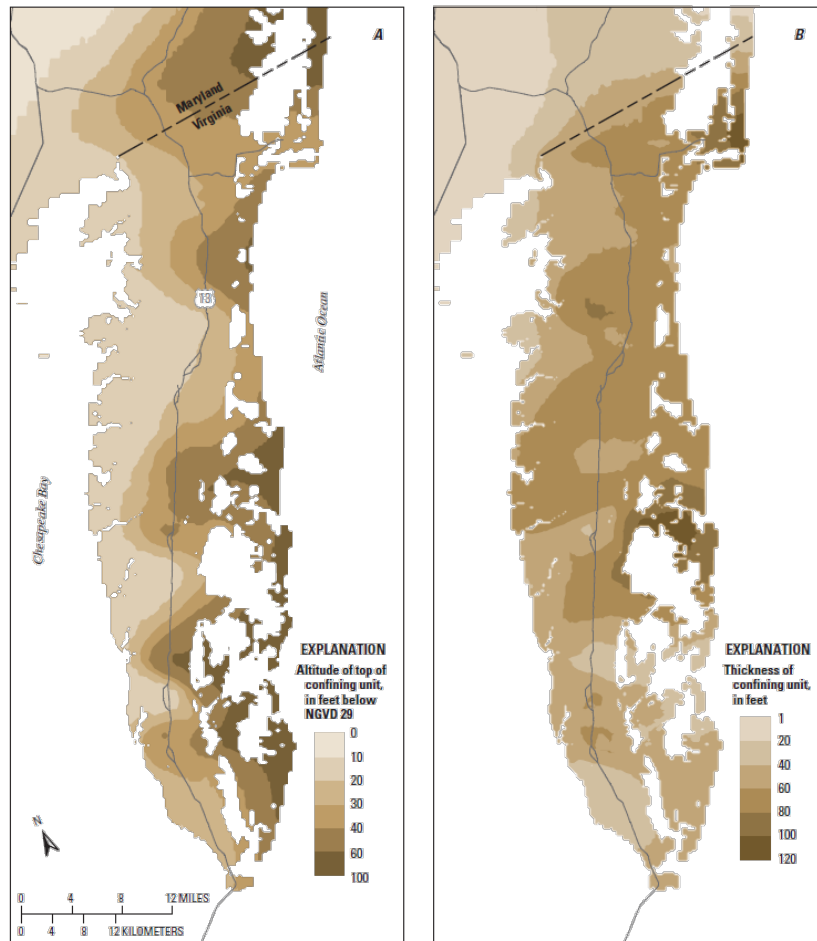 A
Maryland
Virginia
13
Atlantic Ocean
Chesapeake Bay
EXPLANATION
Altitude of top of
confining unit,
in feet below
NGVD 29
0
10
20
30
40
60
100
N
0 4 8 12 MILES
0 4 8 12 KILOMETERS
B
EXPLANATION
Thickness of
confining unit,
in feet
1
20
40
60
80
100
120